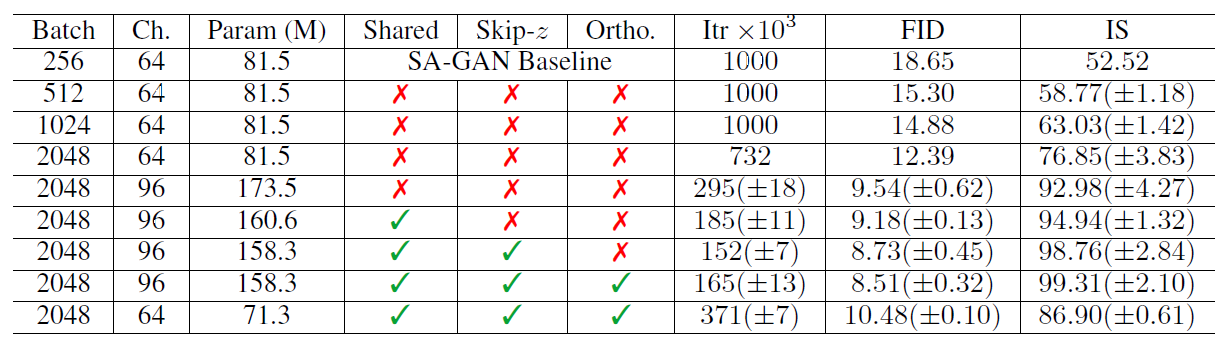 Batch Ch. Param (M) Shared Skip-z Ortho. Itr ×10³ FID IS
256 64 81.5 SA-GAN Baseline 1000 18.65 52.52
512 64 81.5 ✗ ✗ ✗ 1000 15.30 58.77(±1.18)
1024 64 81.5 ✗ ✗ ✗ 1000 14.88 63.03(±1.42)
2048 64 81.5 ✗ ✗ ✗ 732 12.39 76.85(±3.83)
2048 96 173.5 ✗ ✗ ✗ 295(±18) 9.54(±0.62) 92.98(±4.27)
2048 96 160.6 ✓ ✗ ✗ 185(±11) 9.18(±0.13) 94.94(±1.32)
2048 96 158.3 ✓ ✓ ✗ 152(±7) 8.73(±0.45) 98.76(±2.84)
2048 96 158.3 ✓ ✓ ✓ 165(±13) 8.51(±0.32) 99.31(±2.10)
2048 64 71.3 ✓ ✓ ✓ 371(±7) 10.48(±0.10) 86.90(±0.61)